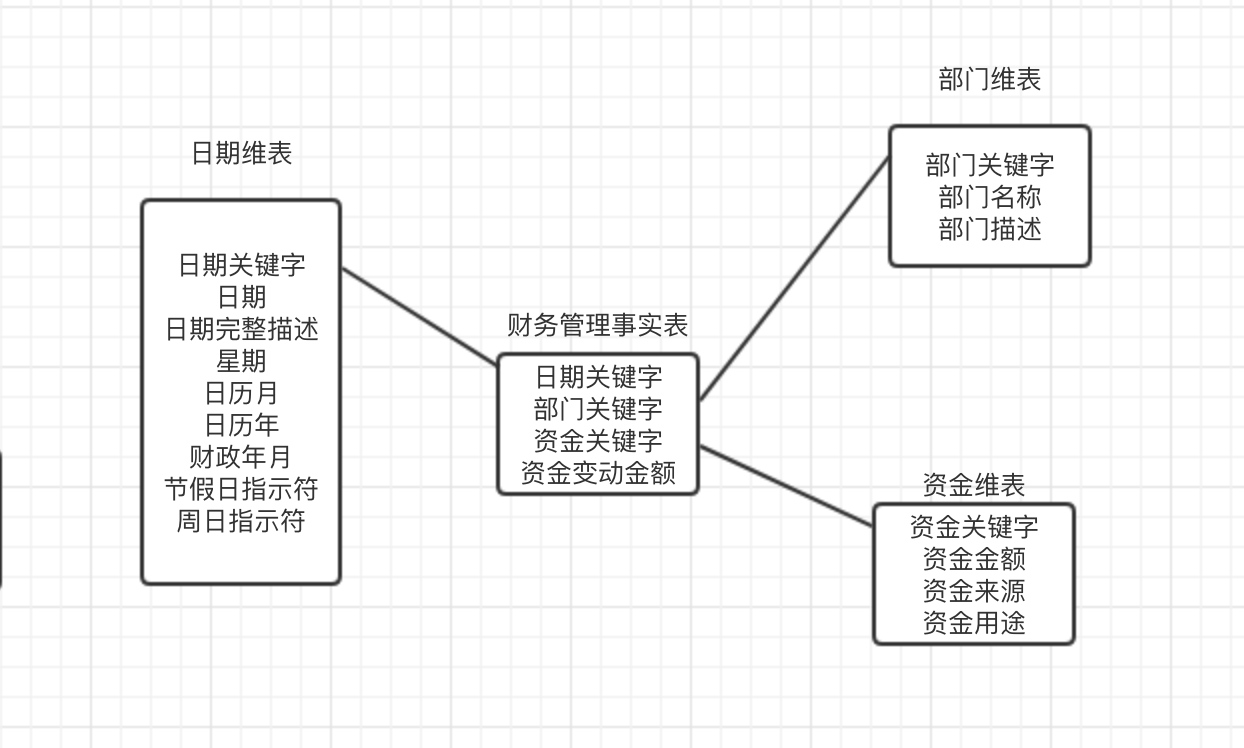 日期维表
日期关键字
日期
日期完整描述
星期
日历月
日历年
财政年月
节假日指示符
周日指示符
财务管理事实表
日期关键字
部门关键字
资金关键字
资金变动金额
部门维表
部门关键字
部门名称
部门描述
资金维表
资金关键字
资金金额
资金来源
资金用途